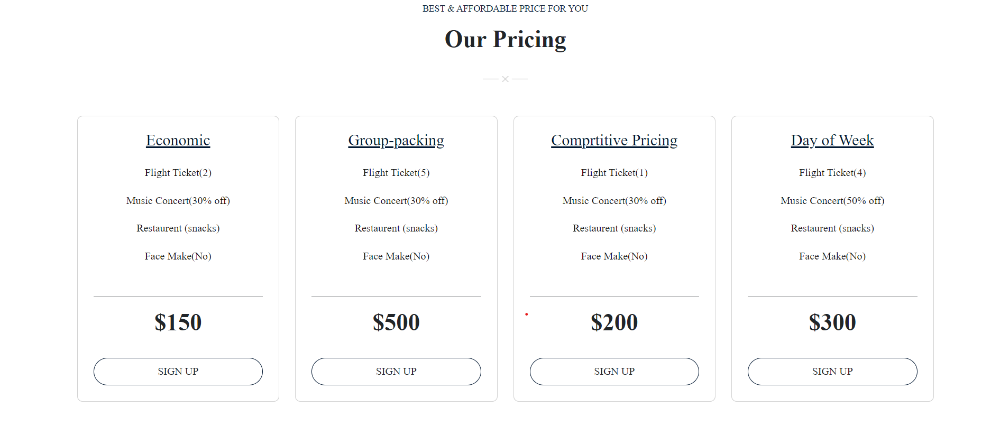 BEST & AFFORDABLE PRICE FOR YOU
Our Pricing
Economic
Flight Ticket(2)
Music Concert(30% off)
Restaurent (snacks)
Face Make(No)
$150
SIGN UP
Group-packing
Flight Ticket(5)
Music Concert(30% off)
Restaurent (snacks)
Face Make(No)
$500
SIGN UP
Comprtitive Pricing
Flight Ticket(1)
Music Concert(30% off)
Restaurent (snacks)
Face Make(No)
$200
SIGN UP
Day of Week
Flight Ticket(4)
Music Concert(50% off)
Restaurent (snacks)
Face Make(No)
$300
SIGN UP